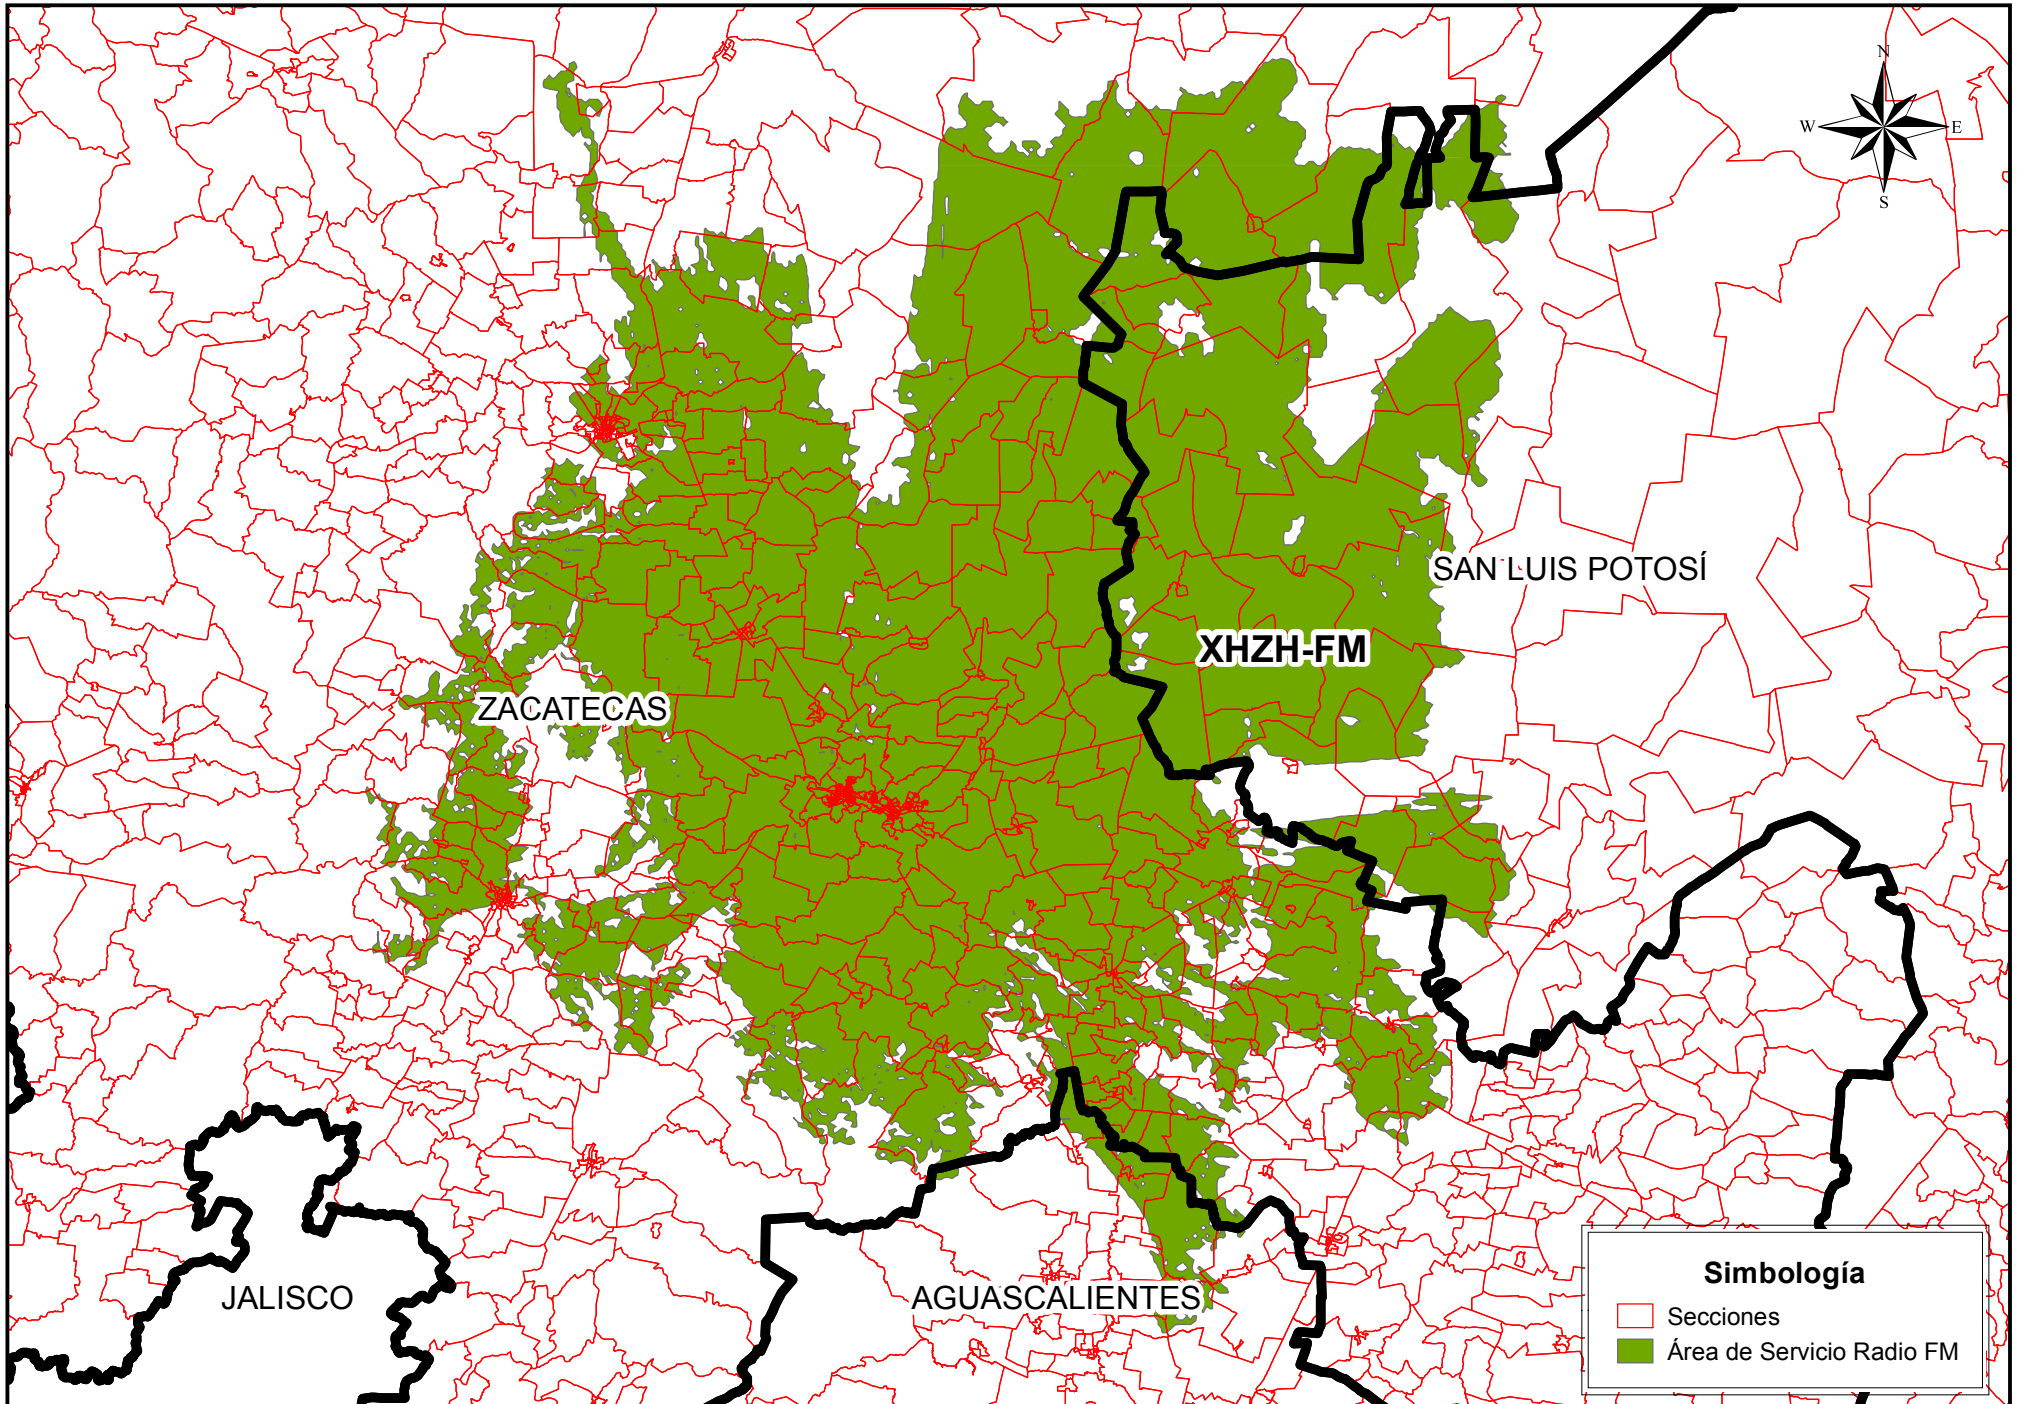 N
W E
S
SAN LUIS POTOSÍ
XHZH-FM
ZACATECAS
JALISCO
AGUASCALIENTES
Simbología
Secciones
Área de Servicio Radio FM